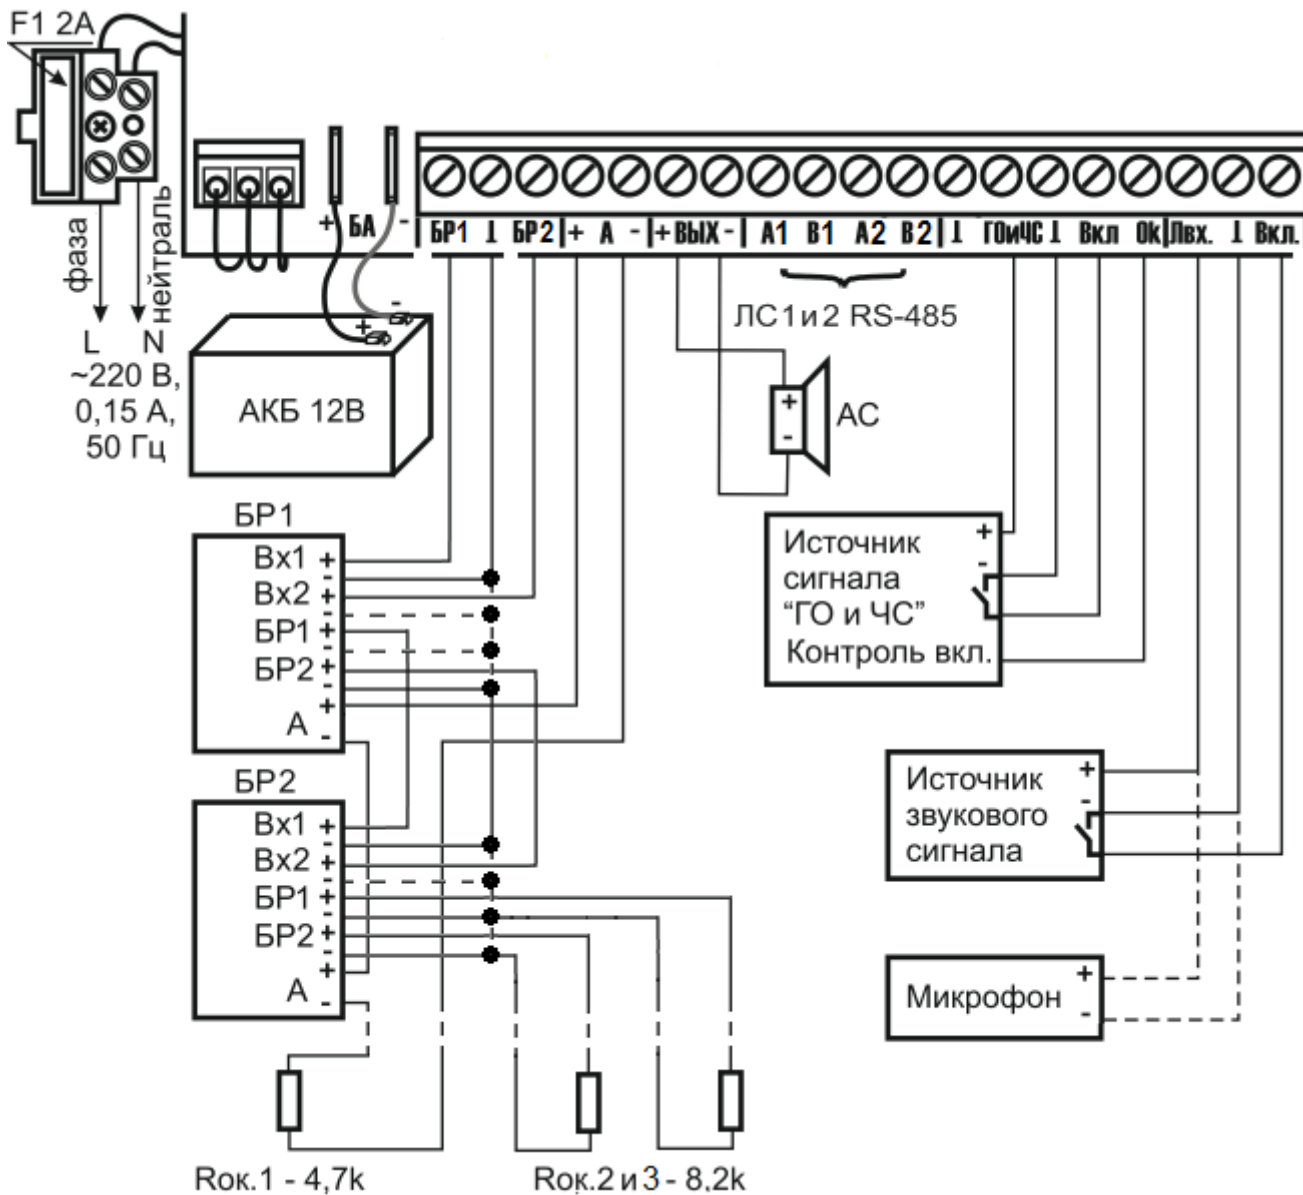 F1 2A
фаза
нейтраль
L N
~220 В,
0,15 А,
50 Гц
+ БА -
БР1 ⊥ БР2 + А - + ВЫХ - А1 В1 А2 В2 ⊥ ГОиЧС ⊥ Вкл Ok Лвх. ⊥ Вкл.
ЛС1и2 RS-485
+ -
АКБ 12В
+
-
АС
БР1
Вх1 +
-
Вх2 +
-
БР1 +
-
БР2 +
-
+
А
-
БР2
Вх1 +
-
Вх2 +
-
БР1 +
-
БР2 +
-
+
А
-
Rок.1 - 4,7k
Rок.2 и 3 - 8,2k
Источник +
сигнала -
“ГО и ЧС”
Контроль вкл.
Источник +
звукового -
сигнала
Микрофон +
-